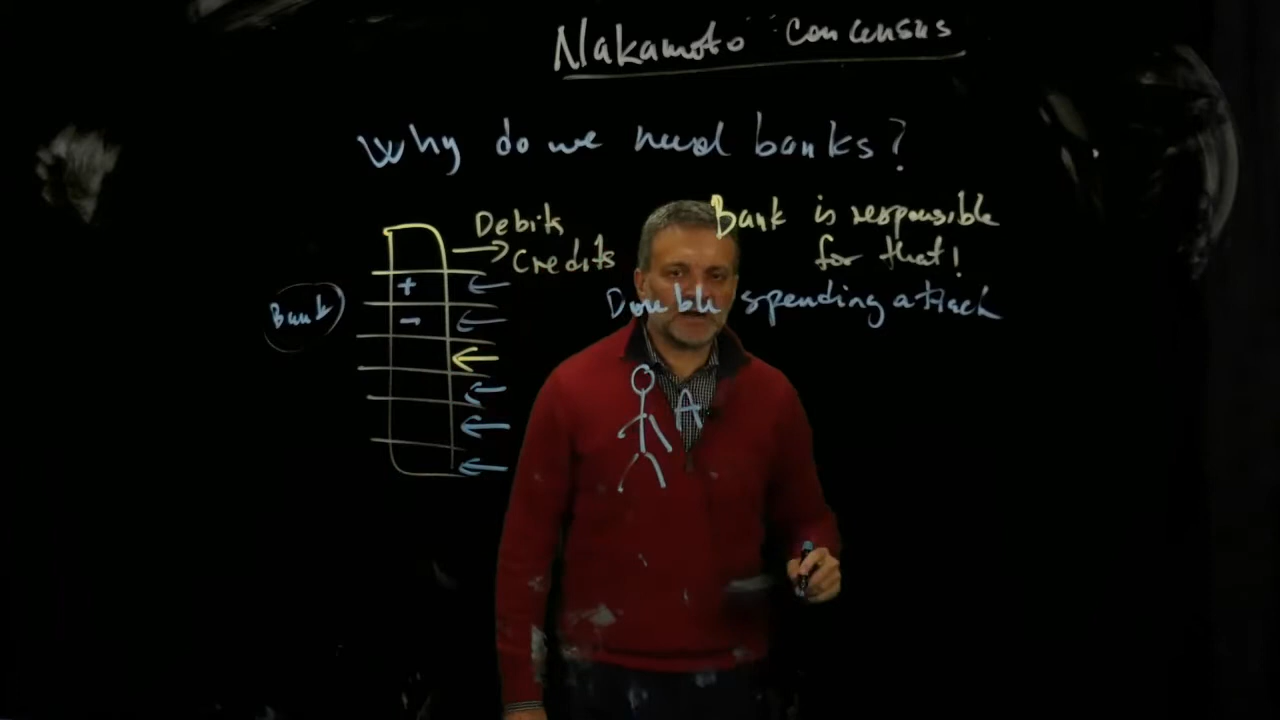 Nakamoto concensus
Why do we need banks?
Debits
Credits
Bank is responsible
for that!
+
Bank
-
Double spending attack
A